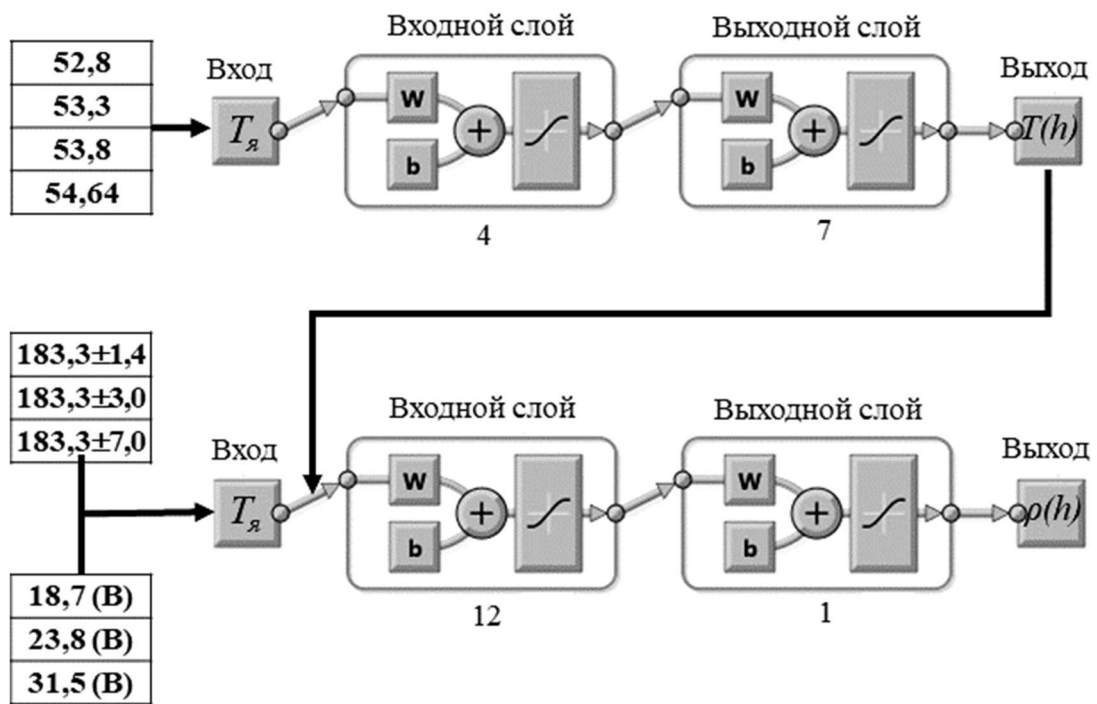 52,8
53,3
53,8
54,64
Вход
Tя
Входной слой
W
b
4
Выходной слой
W
b
7
Выход
T(h)
183,3±1,4
183,3±3,0
183,3±7,0
18,7 (В)
23,8 (В)
31,5 (В)
Вход
Tя
Входной слой
W
b
12
Выходной слой
W
b
1
Выход
ρ(h)